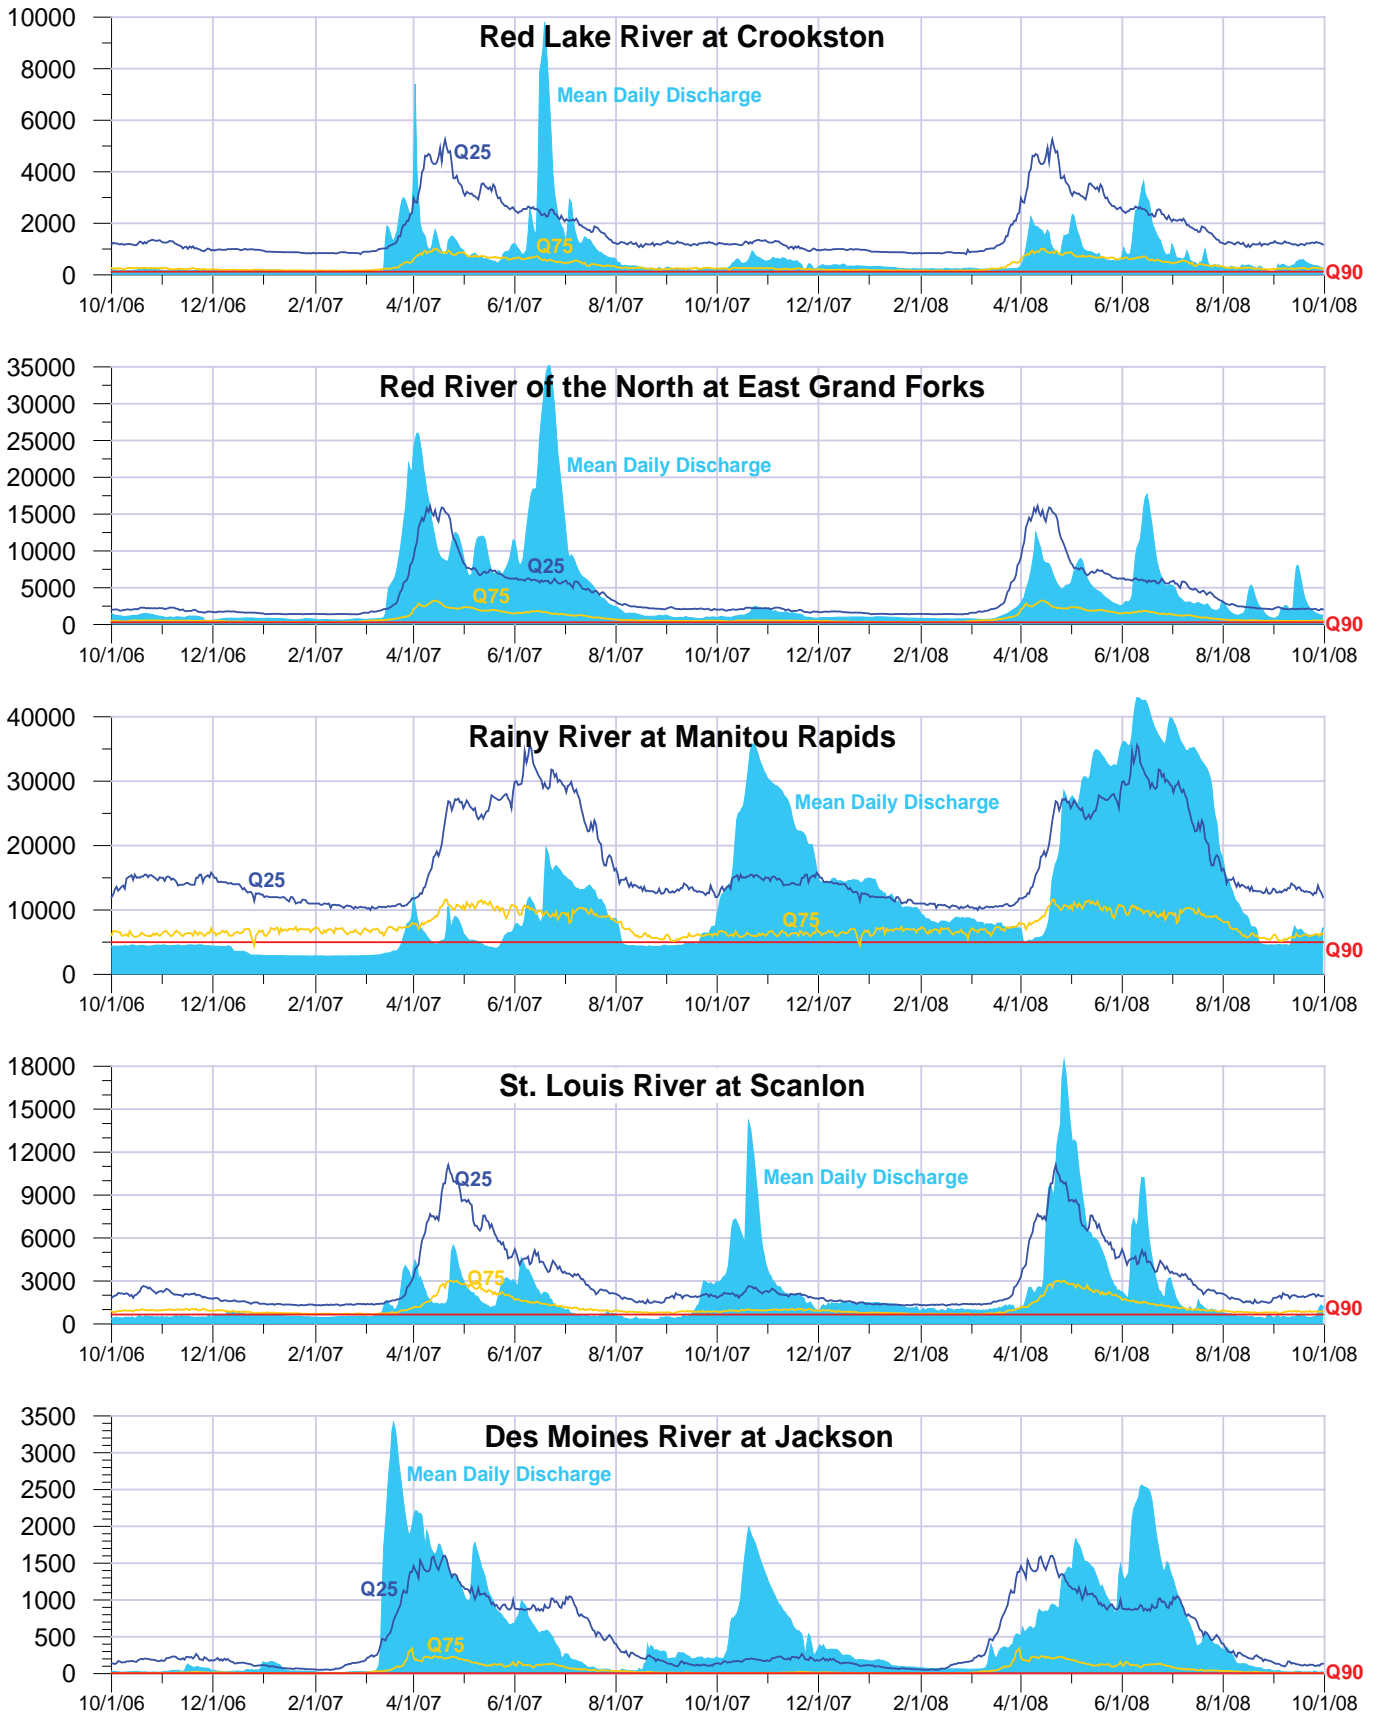 10000
Red Lake River at Crookston
8000
Mean Daily Discharge
6000
Q25
4000
2000
Q75
0
Q90
10/1/06 12/1/06 2/1/07 4/1/07 6/1/07 8/1/07 10/1/07 12/1/07 2/1/08 4/1/08 6/1/08 8/1/08 10/1/08
35000
Red River of the North at East Grand Forks
30000
25000
Mean Daily Discharge
20000
15000
10000
Q25
5000
Q75
0
Q90
10/1/06 12/1/06 2/1/07 4/1/07 6/1/07 8/1/07 10/1/07 12/1/07 2/1/08 4/1/08 6/1/08 8/1/08 10/1/08
40000
Rainy River at Manitou Rapids
30000
Mean Daily Discharge
20000
Q25
10000
Q75
Q90
0
10/1/06 12/1/06 2/1/07 4/1/07 6/1/07 8/1/07 10/1/07 12/1/07 2/1/08 4/1/08 6/1/08 8/1/08 10/1/08
18000
St. Louis River at Scanlon
15000
12000
Mean Daily Discharge
Q25
9000
6000
3000
Q75
Q90
0
10/1/06 12/1/06 2/1/07 4/1/07 6/1/07 8/1/07 10/1/07 12/1/07 2/1/08 4/1/08 6/1/08 8/1/08 10/1/08
3500
Des Moines River at Jackson
3000
Mean Daily Discharge
2500
2000
1500
Q25
1000
500
Q75
0
Q90
10/1/06 12/1/06 2/1/07 4/1/07 6/1/07 8/1/07 10/1/07 12/1/07 2/1/08 4/1/08 6/1/08 8/1/08 10/1/08